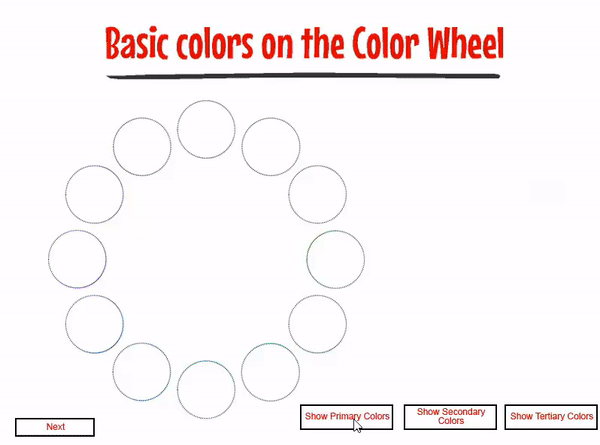 Basic colors on the Color Wheel
Show Primary Colors
Show Secondary
Colors
Show Tertiary Colors
Next